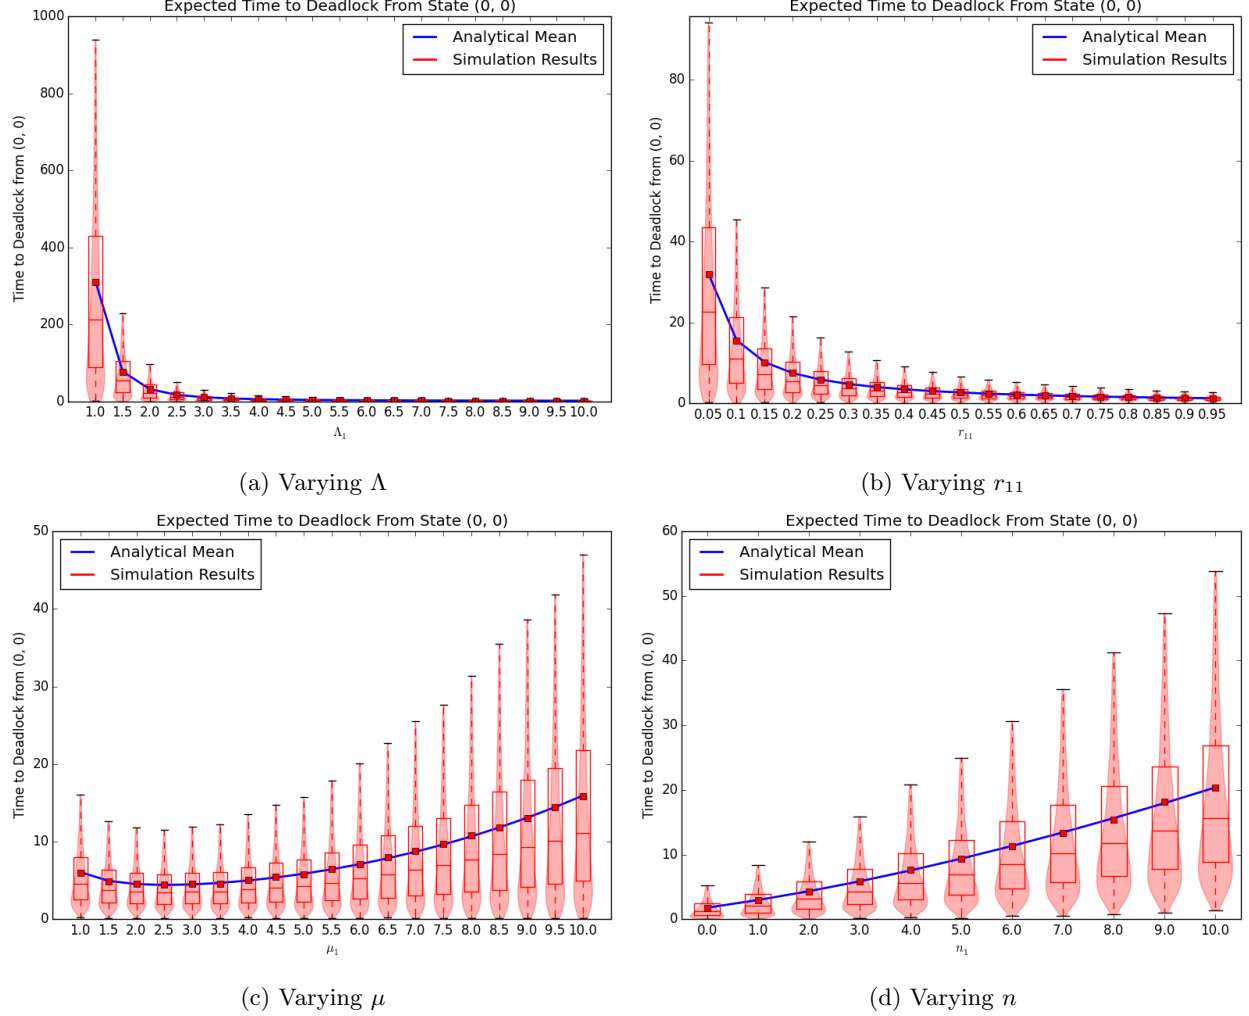 Expected Time to Deadlock From State (0, 0)
1000
800
600
400
200
0
Time to Deadlock from (0, 0)
Analytical Mean
Simulation Results
1.0 1.5 2.0 2.5 3.0 3.5 4.0 4.5 5.0 5.5 6.0 6.5 7.0 7.5 8.0 8.5 9.0 9.5 10.0
Λ₁
(a) Varying Λ
Expected Time to Deadlock From State (0, 0)
80
60
40
20
0
Time to Deadlock from (0, 0)
Analytical Mean
Simulation Results
0.05 0.1 0.15 0.2 0.25 0.3 0.35 0.4 0.45 0.5 0.55 0.6 0.65 0.7 0.75 0.8 0.85 0.9 0.95
r₁₁
(b) Varying r₁₁
Expected Time to Deadlock From State (0, 0)
50
40
30
20
10
0
Time to Deadlock from (0, 0)
Analytical Mean
Simulation Results
1.0 1.5 2.0 2.5 3.0 3.5 4.0 4.5 5.0 5.5 6.0 6.5 7.0 7.5 8.0 8.5 9.0 9.5 10.0
μ₁
(c) Varying μ
Expected Time to Deadlock From State (0, 0)
60
50
40
30
20
10
0
Time to Deadlock from (0, 0)
Analytical Mean
Simulation Results
0.0 1.0 2.0 3.0 4.0 5.0 6.0 7.0 8.0 9.0 10.0
n₁
(d) Varying n